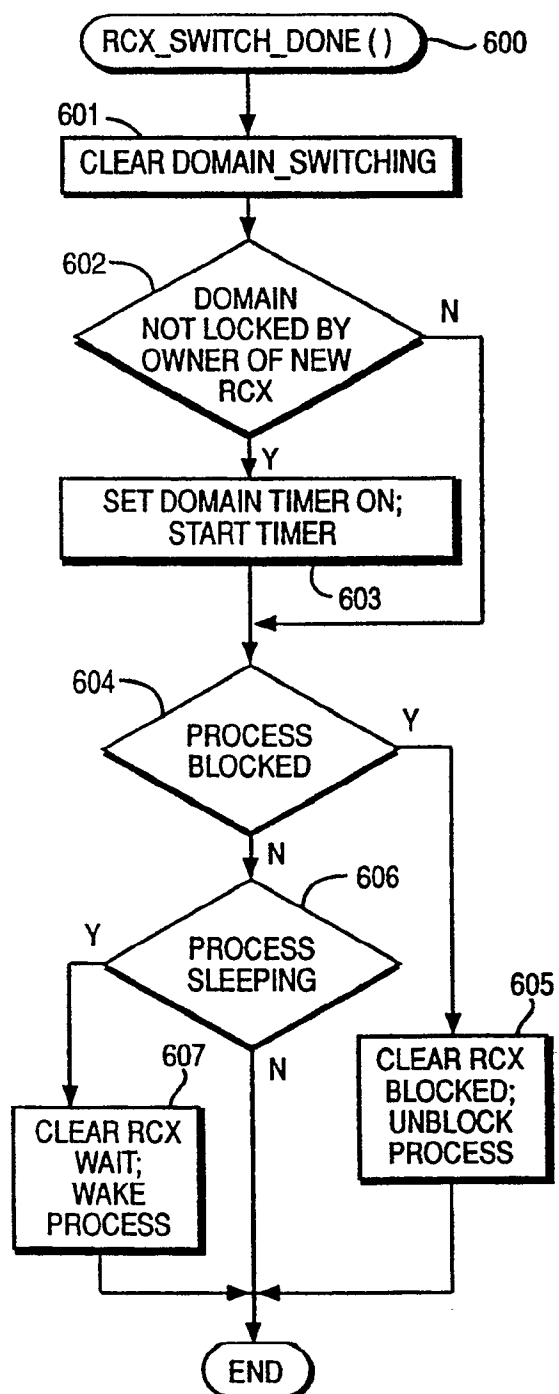 RCX_SWITCH_DONE ( )
600
601
CLEAR DOMAIN_SWITCHING
602
DOMAIN
NOT LOCKED BY
OWNER OF NEW
RCX
N
Y
SET DOMAIN TIMER ON;
START TIMER
603
604
PROCESS
BLOCKED
Y
N
606
Y
PROCESS
SLEEPING
N
605
CLEAR RCX
BLOCKED;
UNBLOCK
PROCESS
607
CLEAR RCX
WAIT;
WAKE
PROCESS
END